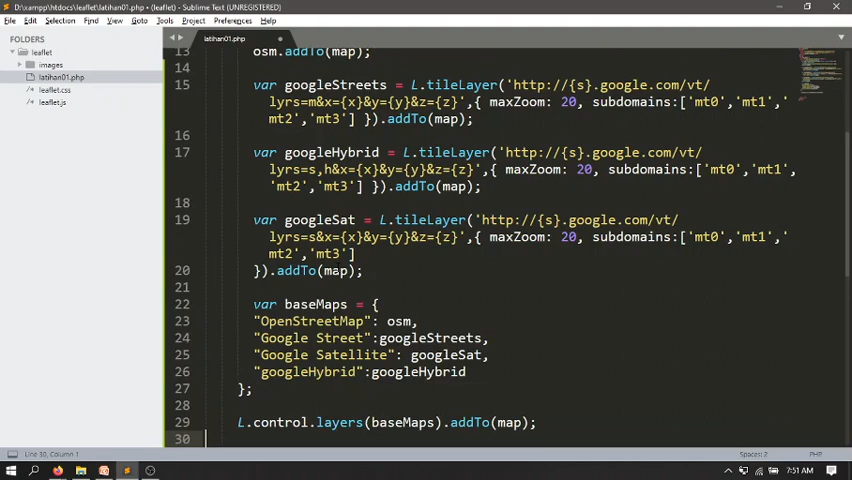 D:\xampp\htdocs\leaflet\latihan01.php • (leaflet) - Sublime Text (UNREGISTERED)
File Edit Selection Find View Goto Tools Project Preferences Help
FOLDERS
leaflet
images
latihan01.php
leaflet.css
leaflet.js
latihan01.php
13 osm.addTo(map);
14
15 var googleStreets = L.tileLayer('http://{s}.google.com/vt/
lyrs=m&x={x}&y={y}&z={z}',{ maxZoom: 20, subdomains:['mt0','mt1','
mt2','mt3'] }).addTo(map);
16
17 var googleHybrid = L.tileLayer('http://{s}.google.com/vt/
lyrs=s,h&x={x}&y={y}&z={z}',{ maxZoom: 20, subdomains:['mt0','mt1',
'mt2','mt3'] }).addTo(map);
18
19 var googleSat = L.tileLayer('http://{s}.google.com/vt/
lyrs=s&x={x}&y={y}&z={z}',{ maxZoom: 20, subdomains:['mt0','mt1','
mt2','mt3']
20 }).addTo(map);
21
22 var baseMaps = {
23 "OpenStreetMap": osm,
24 "Google Street":googleStreets,
25 "Google Satellite": googleSat,
26 "googleHybrid":googleHybrid
27 };
28
29 L.control.layers(baseMaps).addTo(map);
30
Line 30, Column 1
Spaces: 2
PHP
7:51 AM